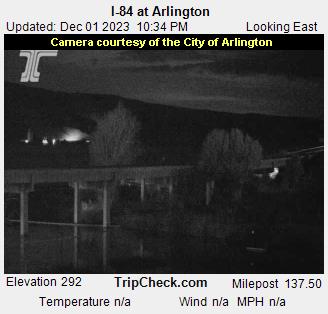 I-84 at Arlington
Updated: Dec 01 2023 10:34 PM Looking East
Camera courtesy of the City of Arlington
Elevation 292 TripCheck.com Milepost 137.50
Temperature n/a Wind n/a MPH n/a